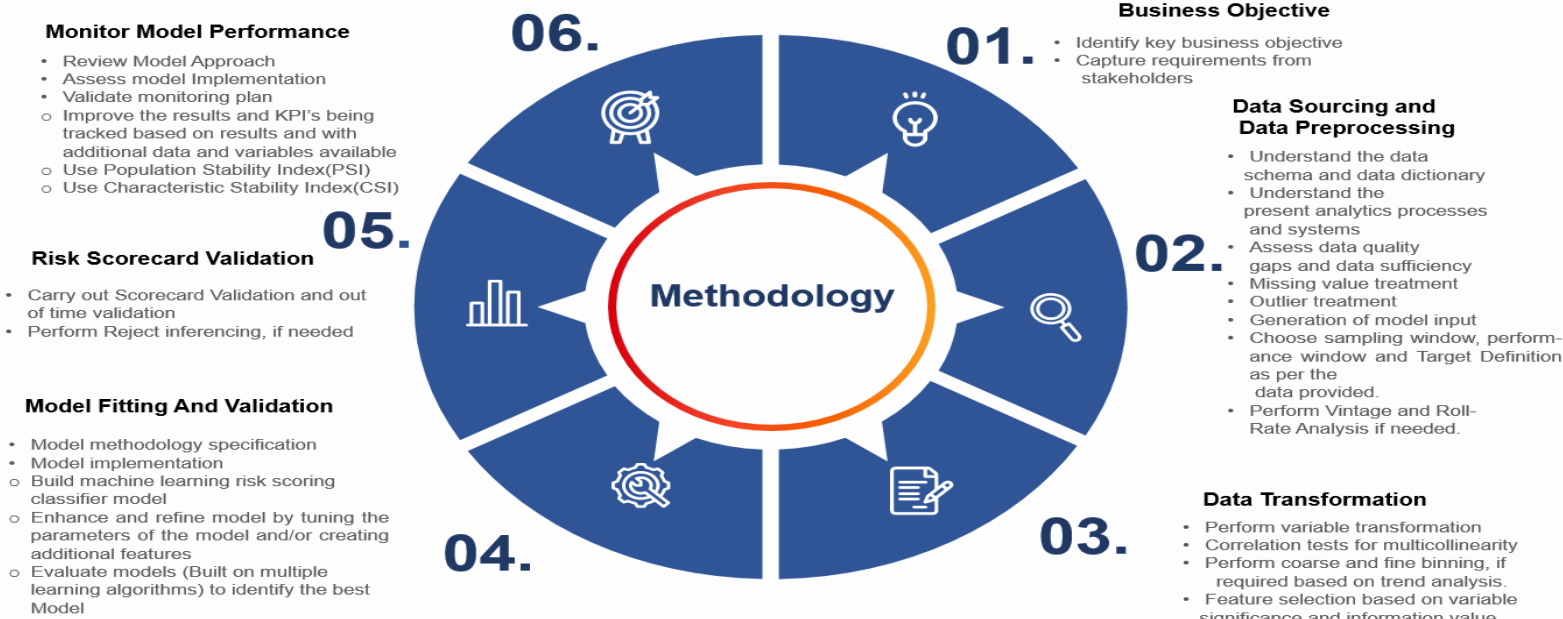 01.
Business Objective
• Identify key business objective
• Capture requirements from
stakeholders
02.
Data Sourcing and
Data Preprocessing
• Understand the data
schema and data dictionary
• Understand the
present analytics processes
and systems
• Assess data quality
gaps and data sufficiency
• Missing value treatment
• Outlier treatment
• Generation of model input
• Choose sampling window, perform-
ance window and Target Definition
as per the
data provided.
• Perform Vintage and Roll-
Rate Analysis if needed.
03.
Data Transformation
• Perform variable transformation
• Correlation tests for multicollinearity
• Perform coarse and fine binning, if
required based on trend analysis.
• Feature selection based on variable
significance and information value
04.
Model Fitting And Validation
• Model methodology specification
• Model implementation
o Build machine learning risk scoring
classifier model
o Enhance and refine model by tuning the
parameters of the model and/or creating
additional features
o Evaluate models (Built on multiple
learning algorithms) to identify the best
Model
05.
Risk Scorecard Validation
• Carry out Scorecard Validation and out
of time validation
• Perform Reject inferencing, if needed
06.
Monitor Model Performance
• Review Model Approach
• Assess model Implementation
• Validate monitoring plan
o Improve the results and KPI's being
tracked based on results and with
additional data and variables available
o Use Population Stability Index(PSI)
o Use Characteristic Stability Index(CSI)
Methodology